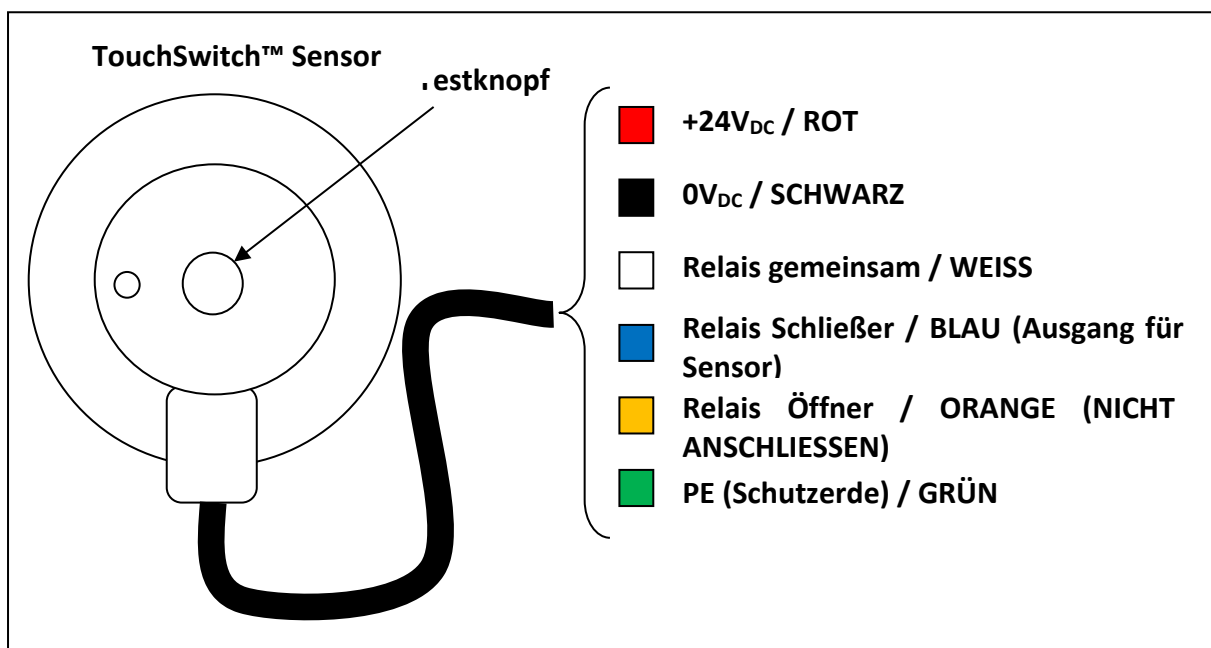 TouchSwitch™ Sensor
Testknopf
+24VDC / ROT
0VDC / SCHWARZ
Relais gemeinsam / WEISS
Relais Schließer / BLAU (Ausgang für
Sensor)
Relais Öffner / ORANGE (NICHT
ANSCHLIESSEN)
PE (Schutzerde) / GRÜN